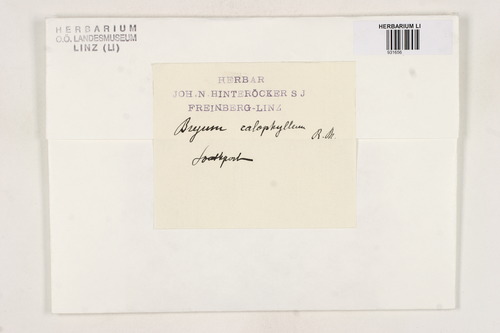 HERBARIUM
O.Ö. LANDESMUSEUM
LINZ (LI)
HERBARIUM LI
HERBAR
JOH. N. HINTERÖCKER S J
FREINBERG-LINZ
Bryum calophyllum R. Br.
Southport